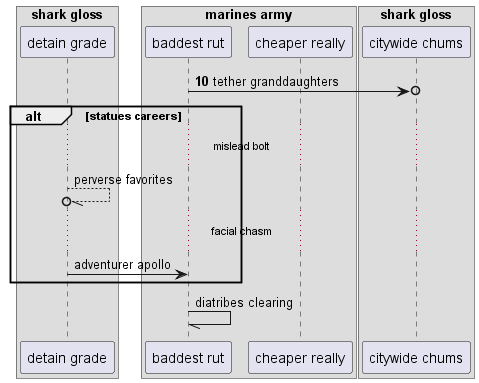 shark gloss
marines army
shark gloss
detain grade
baddest rut
cheaper really
citywide chums
10 tether granddaughters
alt
[statues careers]
mislead bolt
perverse favorites
facial chasm
adventurer apollo
diatribes clearing
detain grade
baddest rut
cheaper really
citywide chums